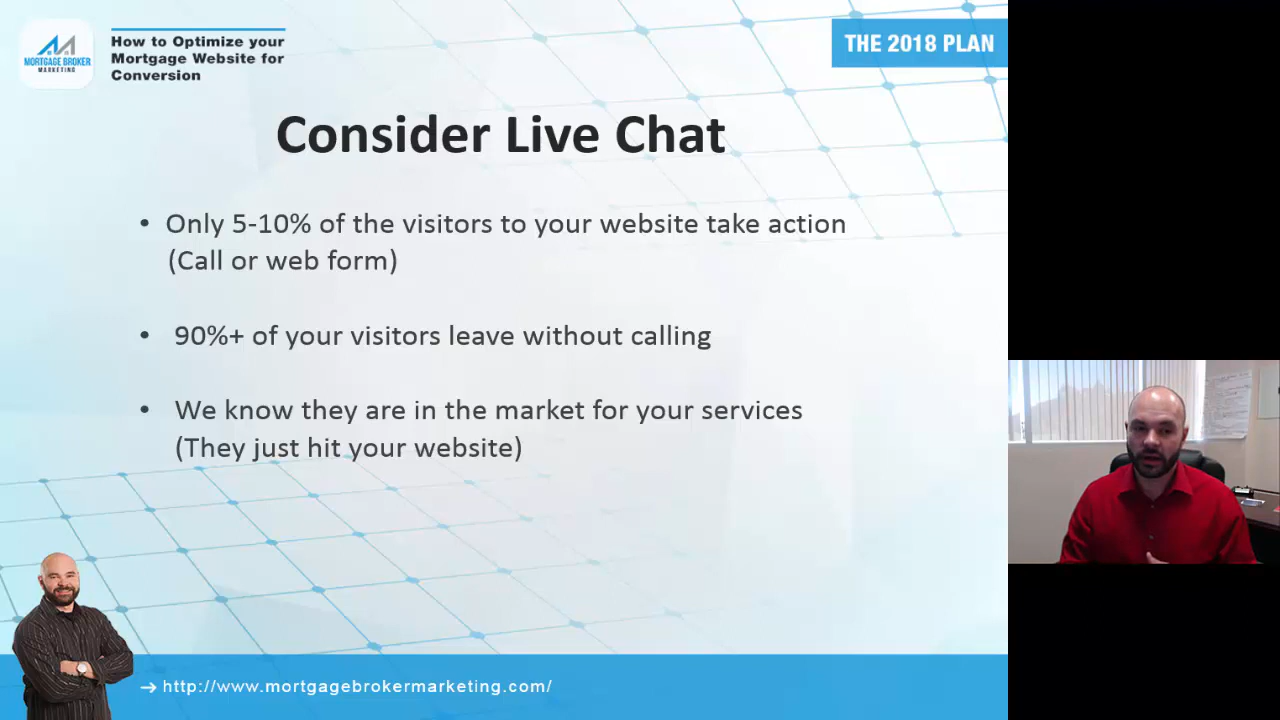 MORTGAGE BROKER
MARKETING
How to Optimize your
Mortgage Website for
Conversion
THE 2018 PLAN
Consider Live Chat
• Only 5-10% of the visitors to your website take action
(Call or web form)
• 90%+ of your visitors leave without calling
• We know they are in the market for your services
(They just hit your website)
http://www.mortgagebrokermarketing.com/